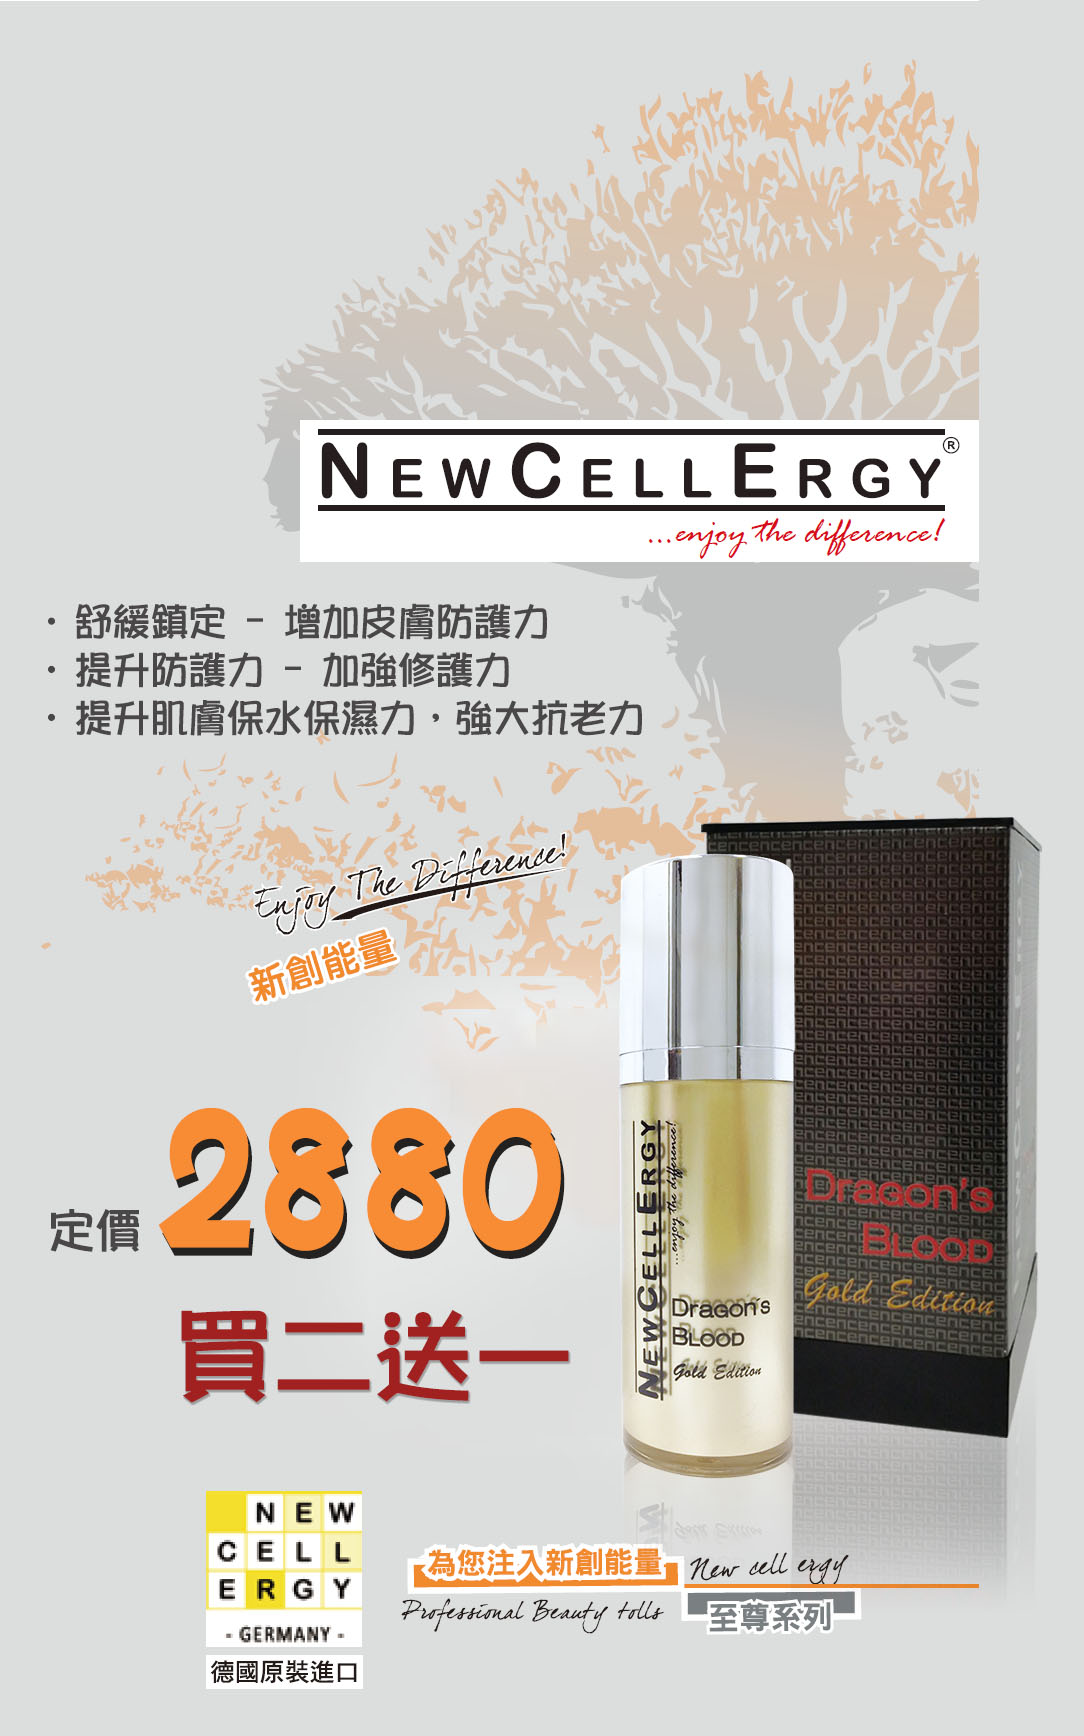 NEWCELLERGY®
...enjoy the difference!
· 舒緩鎮定 - 增加皮膚防護力
· 提升防護力 - 加強修護力
· 提升肌膚保水保濕力，強大抗老力
Enjoy The Difference!
新創能量
定價 2880
買二送一
NEWCELLERGY
...enjoy the difference!
DRAGON'S
BLOOD
Gold Edition
DRAGON'S
BLOOD
Gold Edition
NEW
CELL
ERGY
- GERMANY -
德國原裝進口
為您注入新創能量
New cell ergy
Professional Beauty tolls
至尊系列